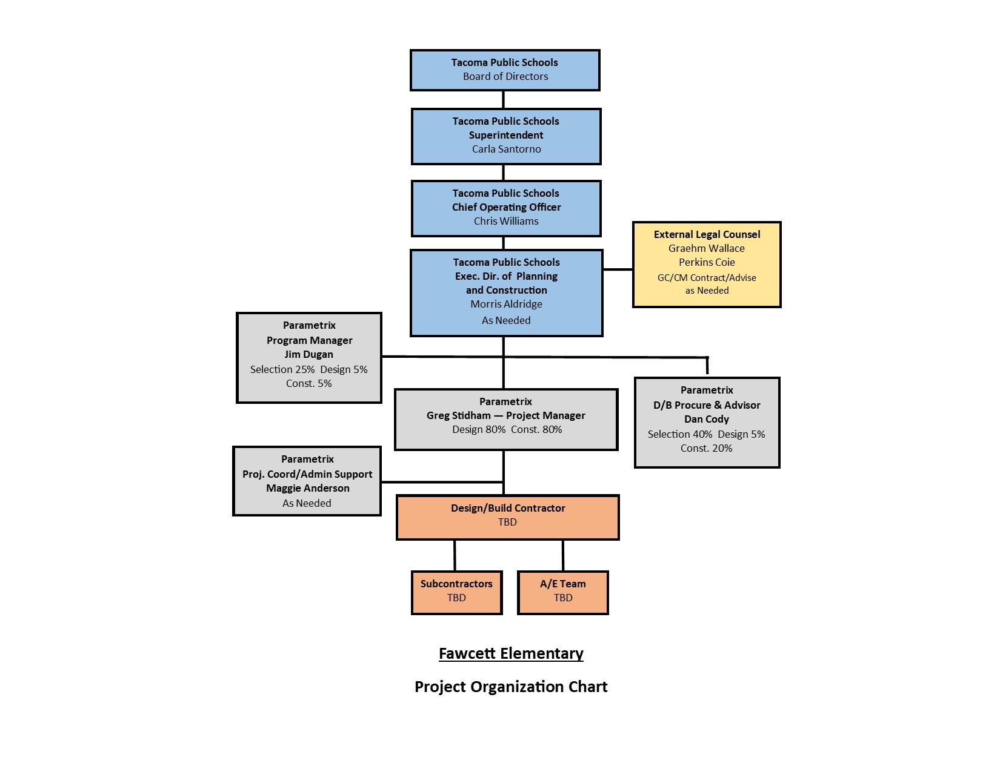 Tacoma Public Schools
Board of Directors
Tacoma Public Schools
Superintendent
Carla Santorno
Tacoma Public Schools
Chief Operating Officer
Chris Williams
Tacoma Public Schools
Exec. Dir. of  Planning
and Construction
Morris Aldridge
As Needed
External Legal Counsel
Graehm Wallace
Perkins Coie
GC/CM Contract/Advise
as Needed
Parametrix
Program Manager
Jim Dugan
Selection 25%  Design 5%
Const. 5%
Parametrix
Greg Stidham — Project Manager
Design 80%  Const. 80%
Parametrix
D/B Procure & Advisor
Dan Cody
Selection 40%  Design 5%
Const. 20%
Parametrix
Proj. Coord/Admin Support
Maggie Anderson
As Needed
Design/Build Contractor
TBD
Subcontractors
TBD
A/E Team
TBD
Fawcett Elementary
Project Organization Chart